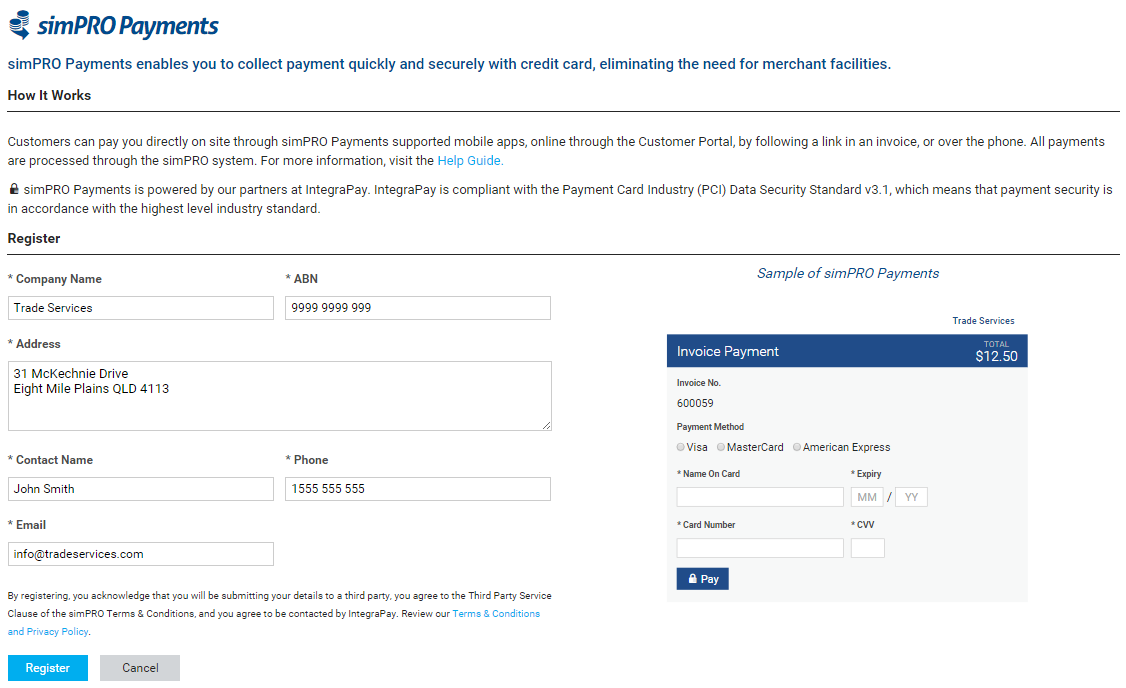 simPRO Payments
simPRO Payments enables you to collect payment quickly and securely with credit card, eliminating the need for merchant facilities.
How It Works
Customers can pay you directly on site through simPRO Payments supported mobile apps, online through the Customer Portal, by following a link in an invoice, or over the phone. All payments
are processed through the simPRO system. For more information, visit the Help Guide.
simPRO Payments is powered by our partners at IntegraPay. IntegraPay is compliant with the Payment Card Industry (PCI) Data Security Standard v3.1, which means that payment security is
in accordance with the highest level industry standard.
Register
* Company Name
* ABN
Trade Services
9999 9999 999
* Address
31 McKechnie Drive
Eight Mile Plains QLD 4113
* Contact Name
* Phone
John Smith
1555 555 555
* Email
info@tradeservices.com
By registering, you acknowledge that you will be submitting your details to a third party, you agree to the Third Party Service
Clause of the simPRO Terms & Conditions, and you agree to be contacted by IntegraPay. Review our Terms & Conditions
and Privacy Policy.
Register
Cancel
Sample of simPRO Payments
Trade Services
Invoice Payment
TOTAL
$12.50
Invoice No.
600059
Payment Method
Visa MasterCard American Express
* Name On Card
* Expiry
MM / YY
* Card Number
* CVV
Pay